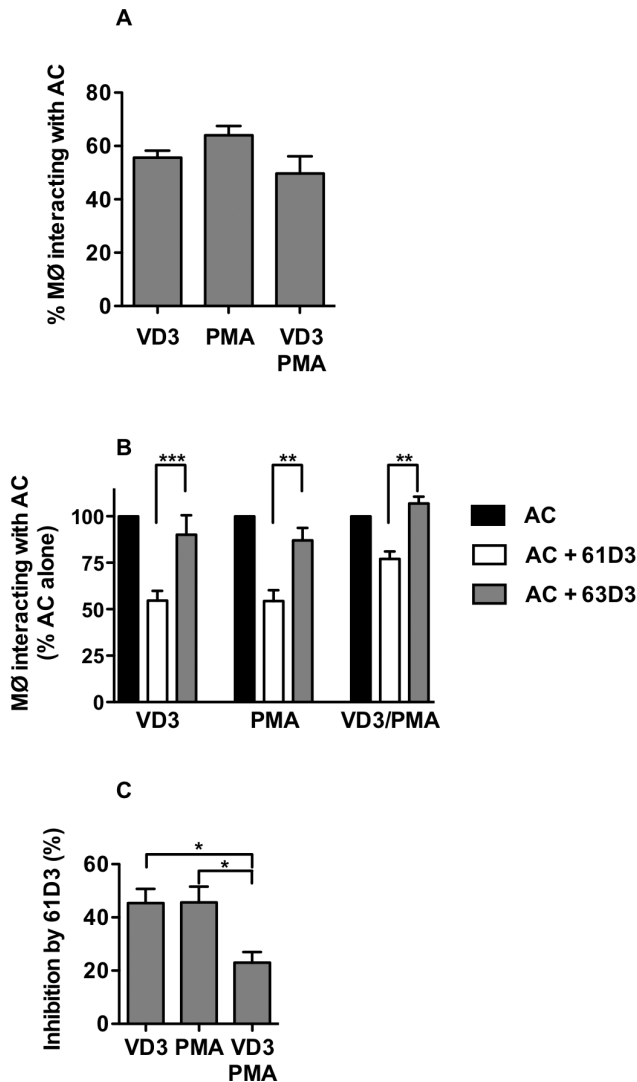 A
% MØ interacting with AC
80
60
40
20
0
VD3
PMA
VD3
PMA
B
MØ interacting with AC
(% AC alone)
100
75
50
25
0
***
**
**
VD3
PMA
VD3/PMA
AC
AC + 61D3
AC + 63D3
C
Inhibition by 61D3 (%)
60
40
20
0
*
*
VD3
PMA
VD3
PMA